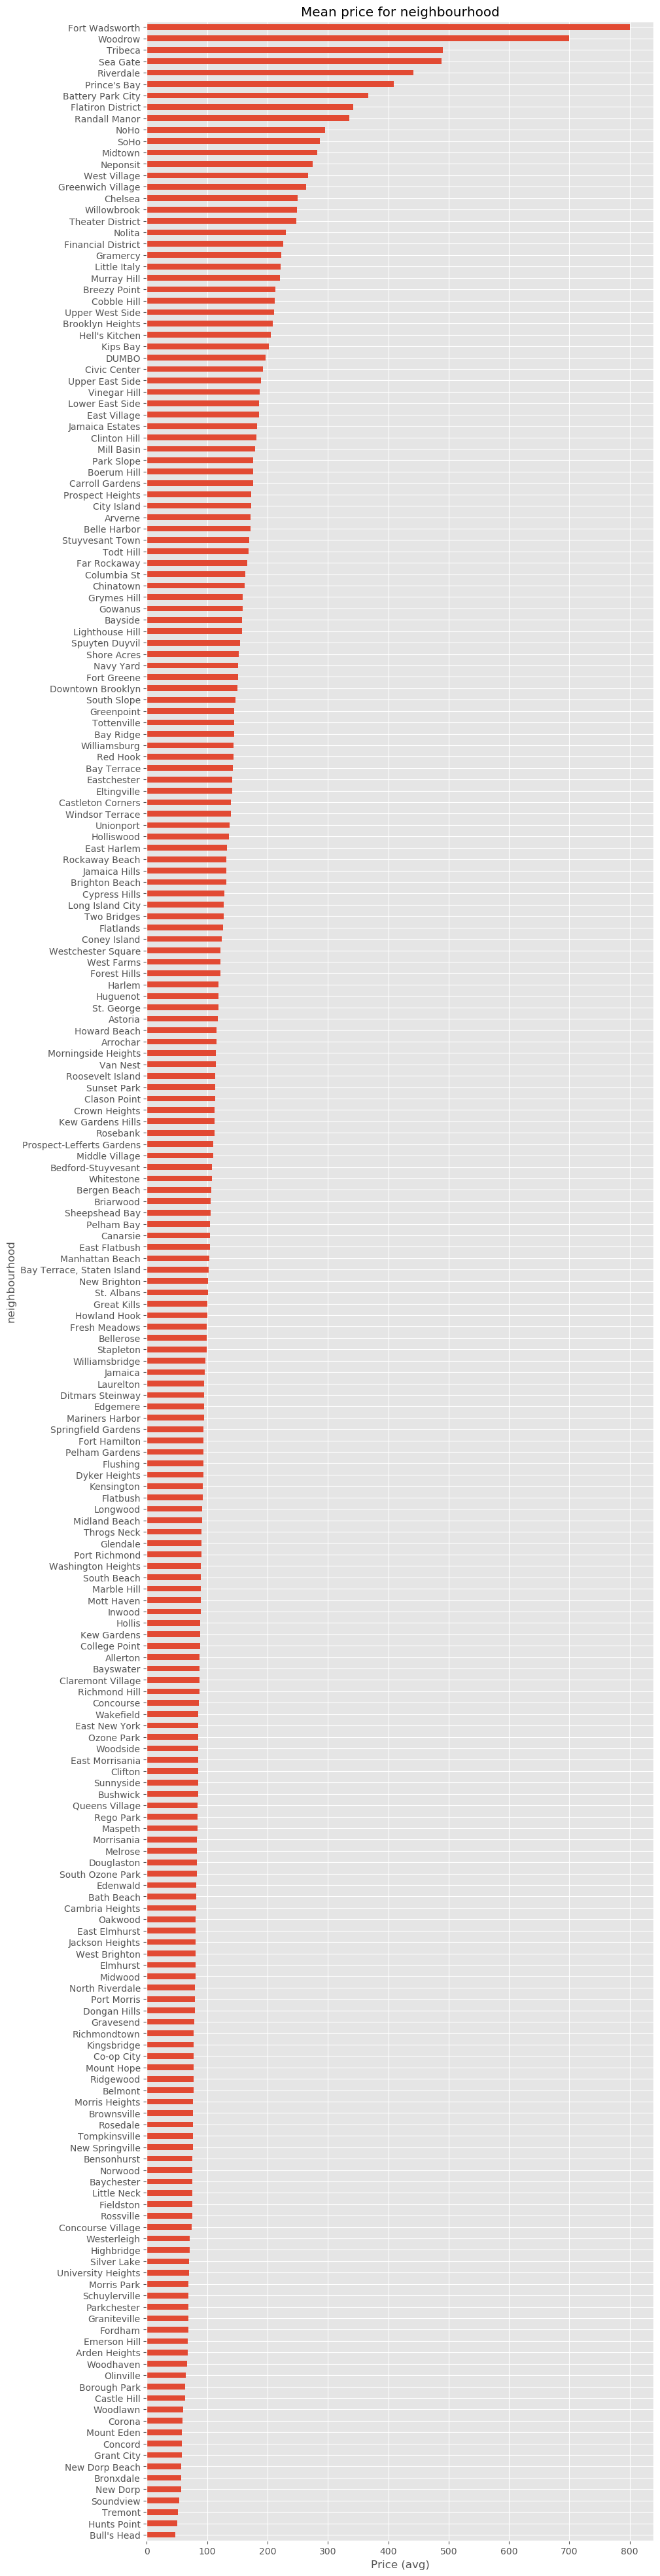 Mean price for neighbourhood
Fort Wadsworth
Woodrow
Tribeca
Sea Gate
Riverdale
Prince's Bay
Battery Park City
Flatiron District
Randall Manor
NoHo
SoHo
Midtown
Neponsit
West Village
Greenwich Village
Chelsea
Willowbrook
Theater District
Nolita
Financial District
Gramercy
Little Italy
Murray Hill
Breezy Point
Cobble Hill
Upper West Side
Brooklyn Heights
Hell's Kitchen
Kips Bay
DUMBO
Civic Center
Upper East Side
Vinegar Hill
Lower East Side
East Village
Jamaica Estates
Clinton Hill
Mill Basin
Park Slope
Boerum Hill
Carroll Gardens
Prospect Heights
City Island
Arverne
Belle Harbor
Stuyvesant Town
Todt Hill
Far Rockaway
Columbia St
Chinatown
Grymes Hill
Gowanus
Bayside
Lighthouse Hill
Spuyten Duyvil
Shore Acres
Navy Yard
Fort Greene
Downtown Brooklyn
South Slope
Greenpoint
Tottenville
Bay Ridge
Williamsburg
Red Hook
Bay Terrace
Eastchester
Eltingville
Castleton Corners
Windsor Terrace
Unionport
Holliswood
East Harlem
Rockaway Beach
Jamaica Hills
Brighton Beach
Cypress Hills
Long Island City
Two Bridges
Flatlands
Coney Island
Westchester Square
West Farms
Forest Hills
Harlem
Huguenot
St. George
Astoria
Howard Beach
Arrochar
Morningside Heights
Van Nest
Roosevelt Island
Sunset Park
Clason Point
Crown Heights
Kew Gardens Hills
Rosebank
Prospect-Lefferts Gardens
Middle Village
Bedford-Stuyvesant
Whitestone
Bergen Beach
Briarwood
Sheepshead Bay
Pelham Bay
Canarsie
East Flatbush
Manhattan Beach
Bay Terrace, Staten Island
New Brighton
St. Albans
Great Kills
Howland Hook
Fresh Meadows
Bellerose
Stapleton
Williamsbridge
Jamaica
Laurelton
Ditmars Steinway
Edgemere
Mariners Harbor
Springfield Gardens
Fort Hamilton
Pelham Gardens
Flushing
Dyker Heights
Kensington
Flatbush
Longwood
Midland Beach
Throgs Neck
Glendale
Port Richmond
Washington Heights
South Beach
Marble Hill
Mott Haven
Inwood
Hollis
Kew Gardens
College Point
Allerton
Bayswater
Claremont Village
Richmond Hill
Concourse
Wakefield
East New York
Ozone Park
Woodside
East Morrisania
Clifton
Sunnyside
Bushwick
Queens Village
Rego Park
Maspeth
Morrisania
Melrose
Douglaston
South Ozone Park
Edenwald
Bath Beach
Cambria Heights
Oakwood
East Elmhurst
Jackson Heights
West Brighton
Elmhurst
Midwood
North Riverdale
Port Morris
Dongan Hills
Gravesend
Richmondtown
Kingsbridge
Co-op City
Mount Hope
Ridgewood
Belmont
Morris Heights
Brownsville
Rosedale
Tompkinsville
New Springville
Bensonhurst
Norwood
Baychester
Little Neck
Fieldston
Rossville
Concourse Village
Westerleigh
Highbridge
Silver Lake
University Heights
Morris Park
Schuylerville
Parkchester
Graniteville
Fordham
Emerson Hill
Arden Heights
Woodhaven
Olinville
Borough Park
Castle Hill
Woodlawn
Corona
Mount Eden
Concord
Grant City
New Dorp Beach
Bronxdale
New Dorp
Soundview
Tremont
Hunts Point
Bull's Head
neighbourhood
0 100 200 300 400 500 600 700 800
Price (avg)